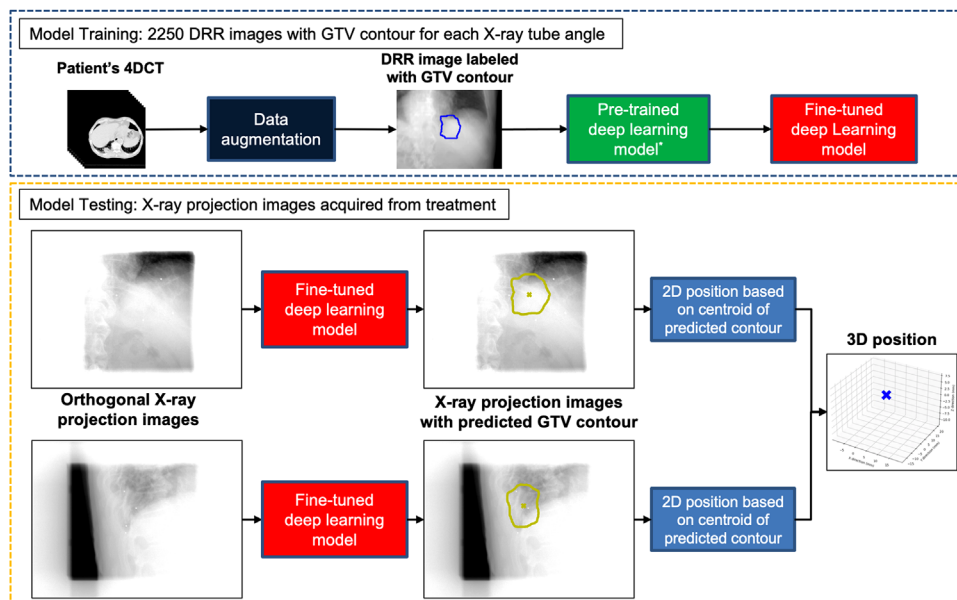 Model Training: 2250 DRR images with GTV contour for each X-ray tube angle
Patient's 4DCT
DRR image labeled
with GTV contour
Data
augmentation
Pre-trained
deep learning
model*
Fine-tuned
deep Learning
model
Model Testing: X-ray projection images acquired from treatment
Fine-tuned
deep learning
model
2D position based
on centroid of
predicted contour
3D position
Orthogonal X-ray
projection images
X-ray projection images
with predicted GTV contour
Fine-tuned
deep learning
model
2D position based
on centroid of
predicted contour